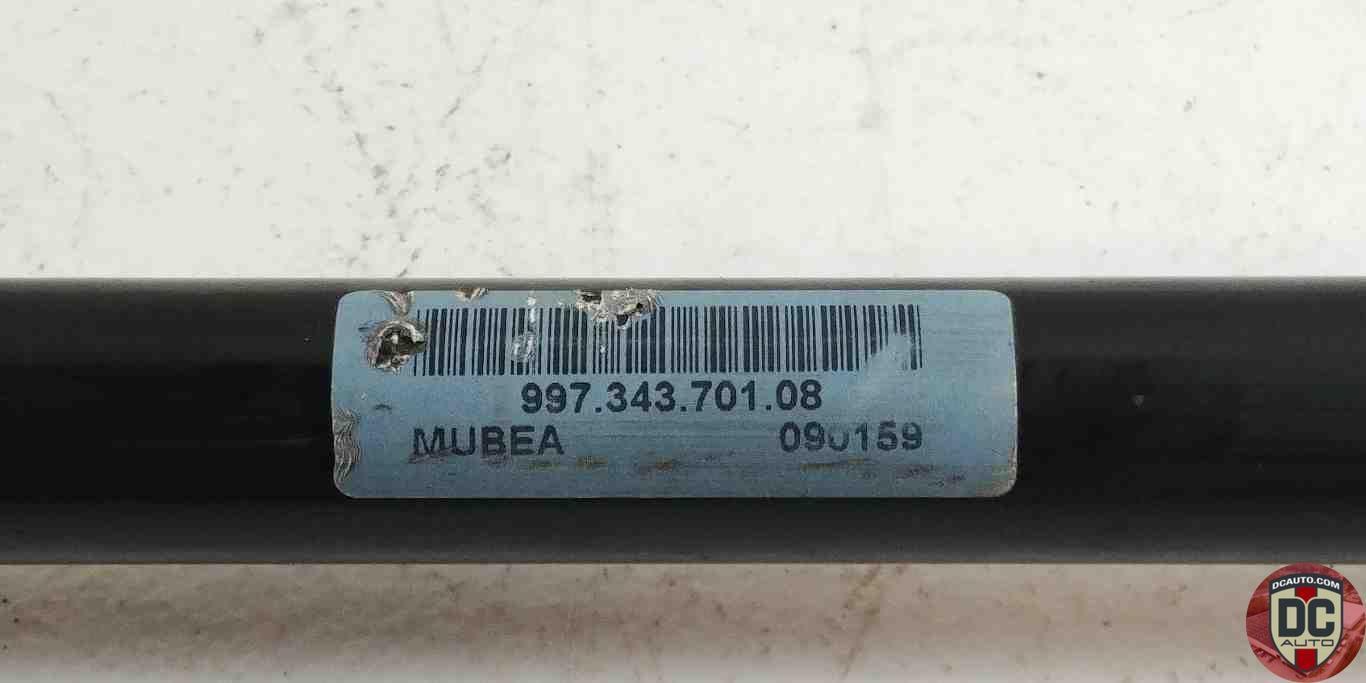 997.343.701.08
MUBEA 090159
DCAUTO.COM
DC
AUTO